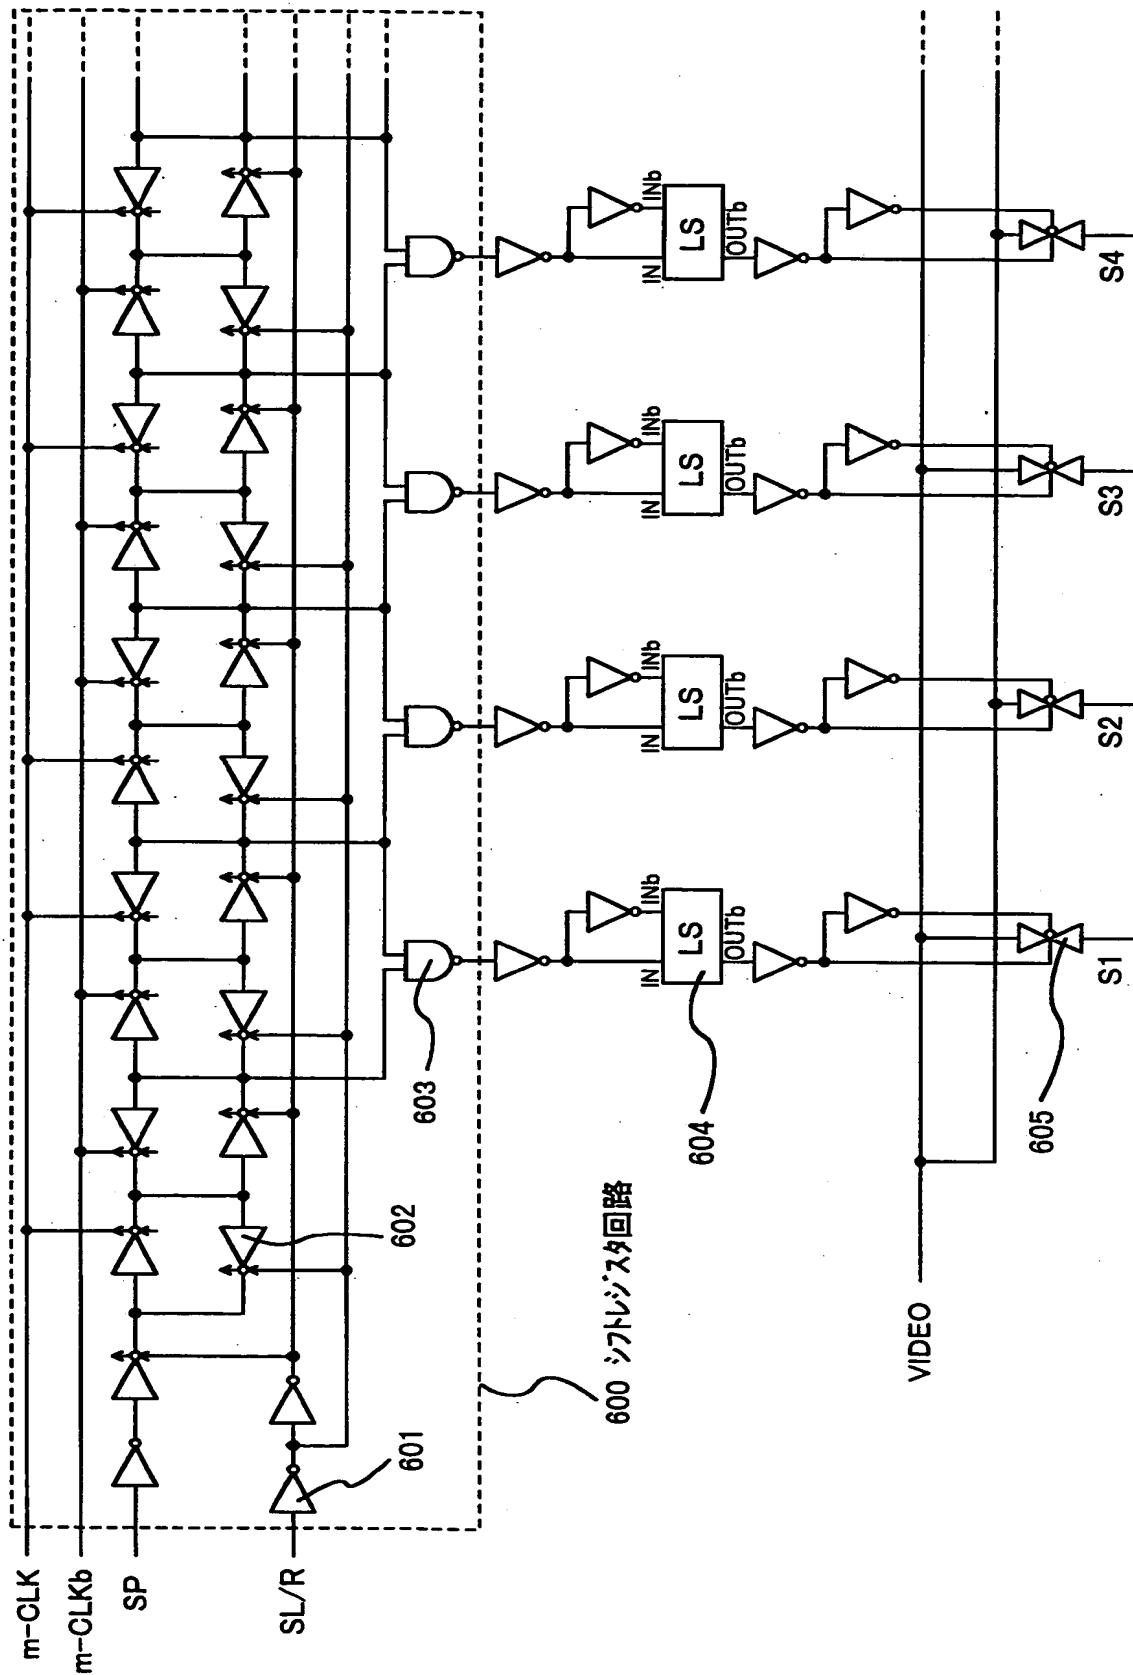 m-CLK
m-CLKb
SP
SL/R
601
602
603
600 シフトレジスタ回路
IN
INb
LS
OUTb
IN
INb
LS
OUTb
IN
INb
LS
OUTb
IN
INb
LS
OUTb
604
VIDEO
605
S1
S2
S3
S4